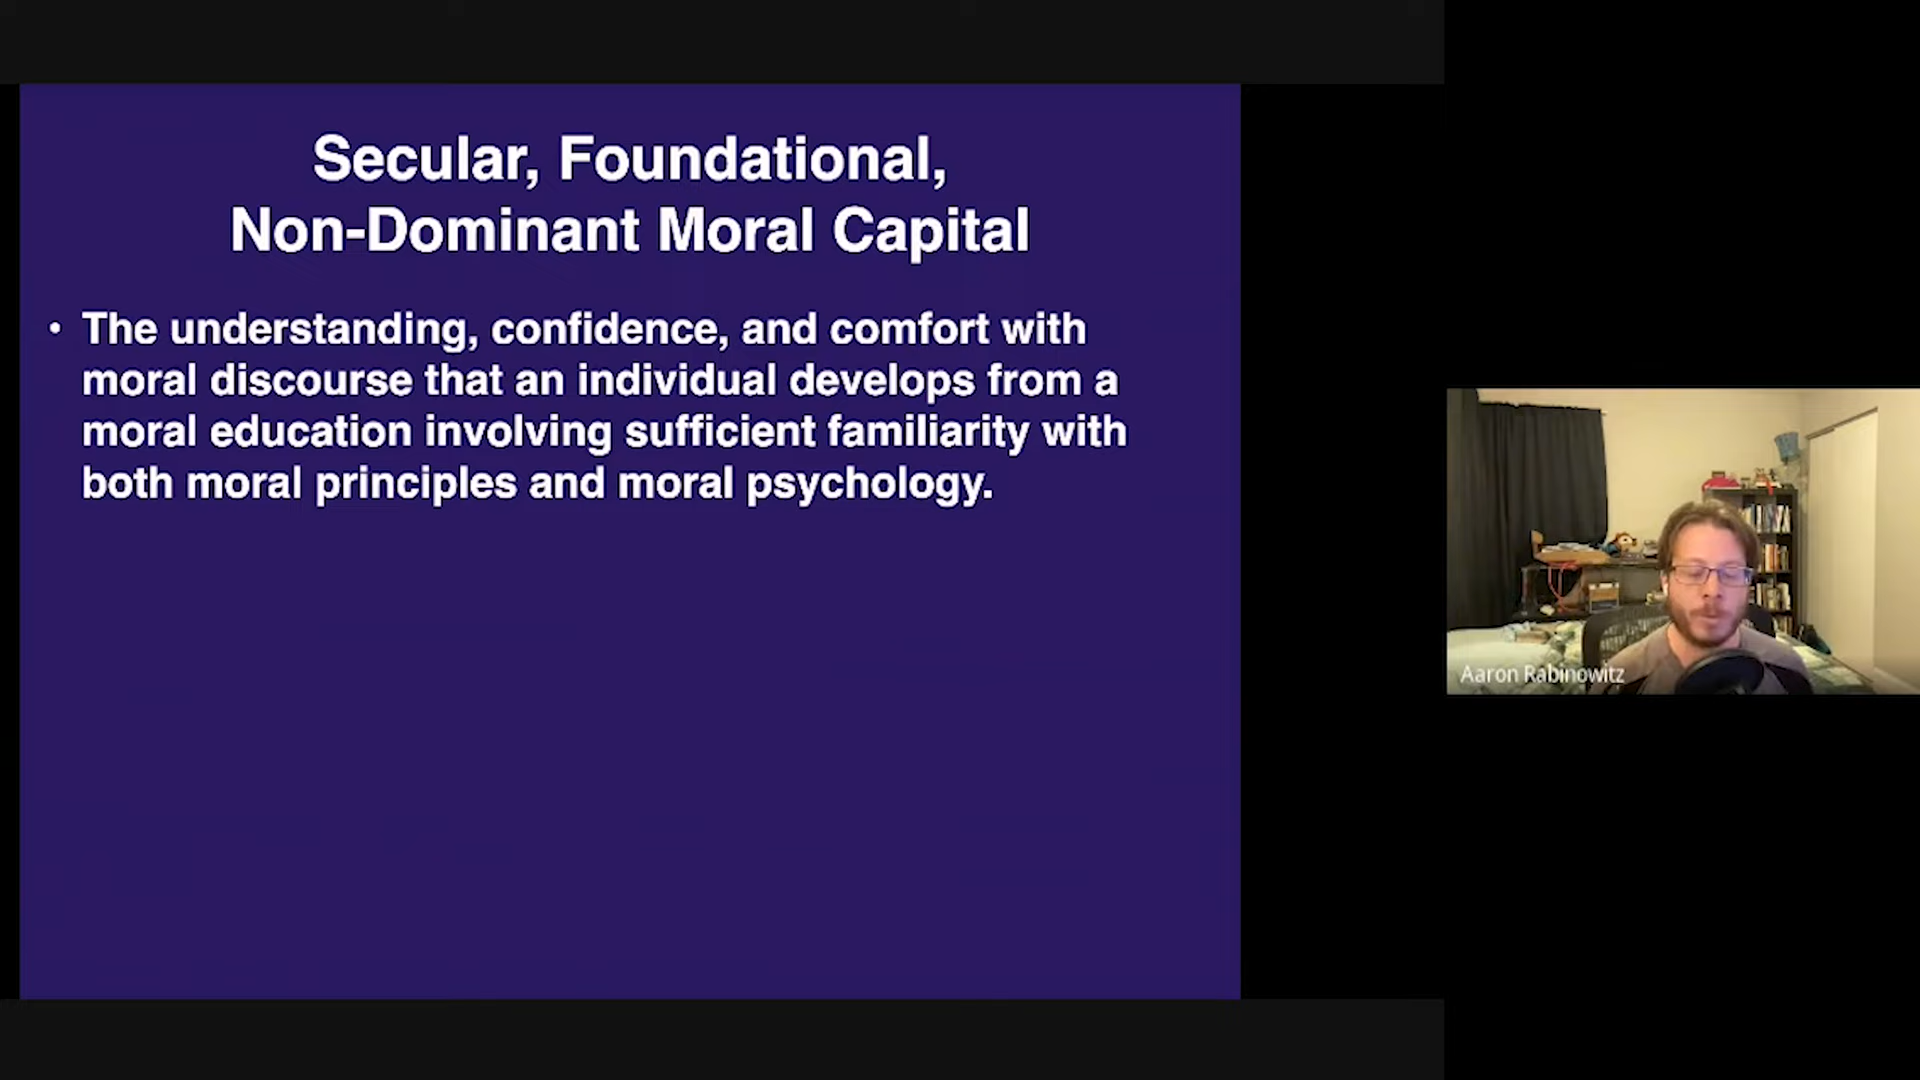 Secular, Foundational,
Non-Dominant Moral Capital
• The understanding, confidence, and comfort with
moral discourse that an individual develops from a
moral education involving sufficient familiarity with
both moral principles and moral psychology.
Aaron Rabinowitz